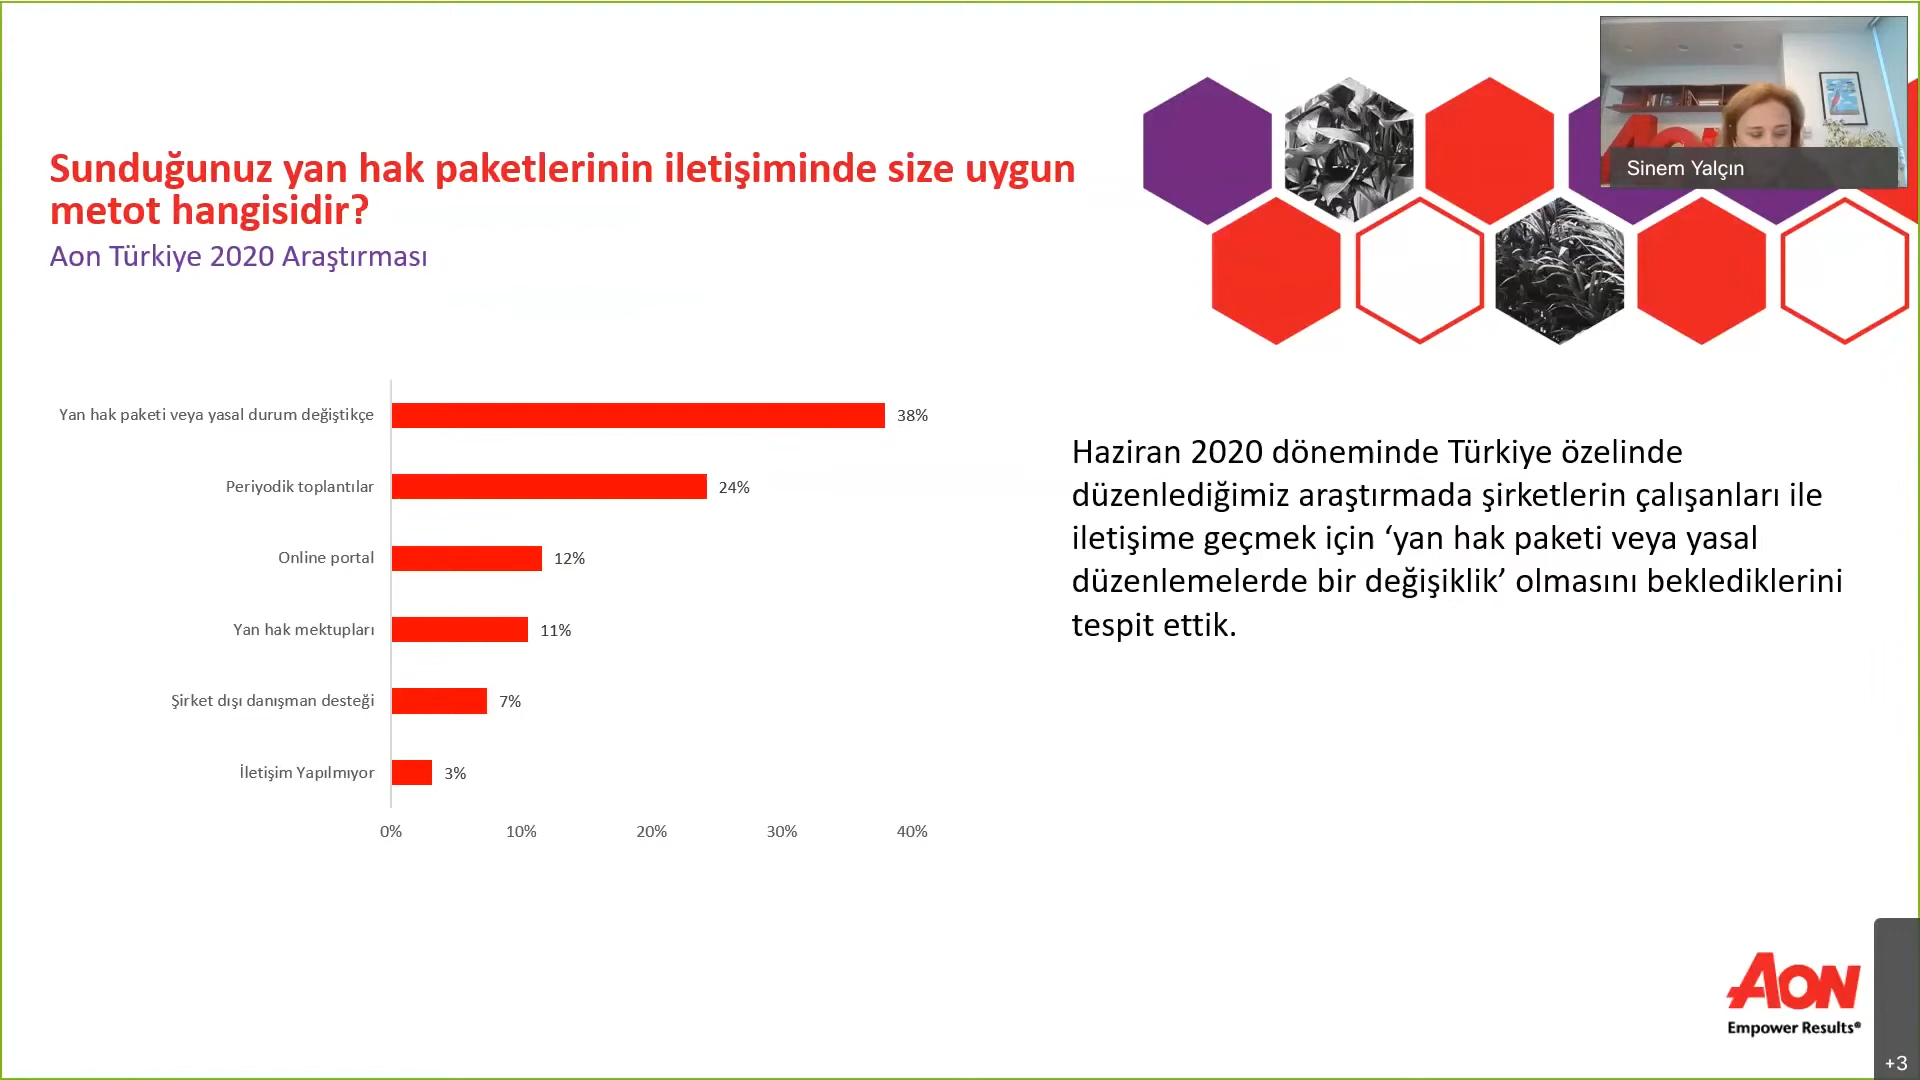 Sunduğunuz yan hak paketlerinin iletişiminde size uygun
metot hangisidir?
Aon Türkiye 2020 Araştırması
Sinem Yalçın
Yan hak paketi veya yasal durum değiştikçe
38%
Periyodik toplantılar
24%
Online portal
12%
Yan hak mektupları
11%
Şirket dışı danışman desteği
7%
İletişim Yapılmıyor
3%
0% 10% 20% 30% 40%
Haziran 2020 döneminde Türkiye özelinde
düzenlediğimiz araştırmada şirketlerin çalışanları ile
iletişime geçmek için ‘yan hak paketi veya yasal
düzenlemelerde bir değişiklik’ olmasını beklediklerini
tespit ettik.
AON
Empower Results®
+3